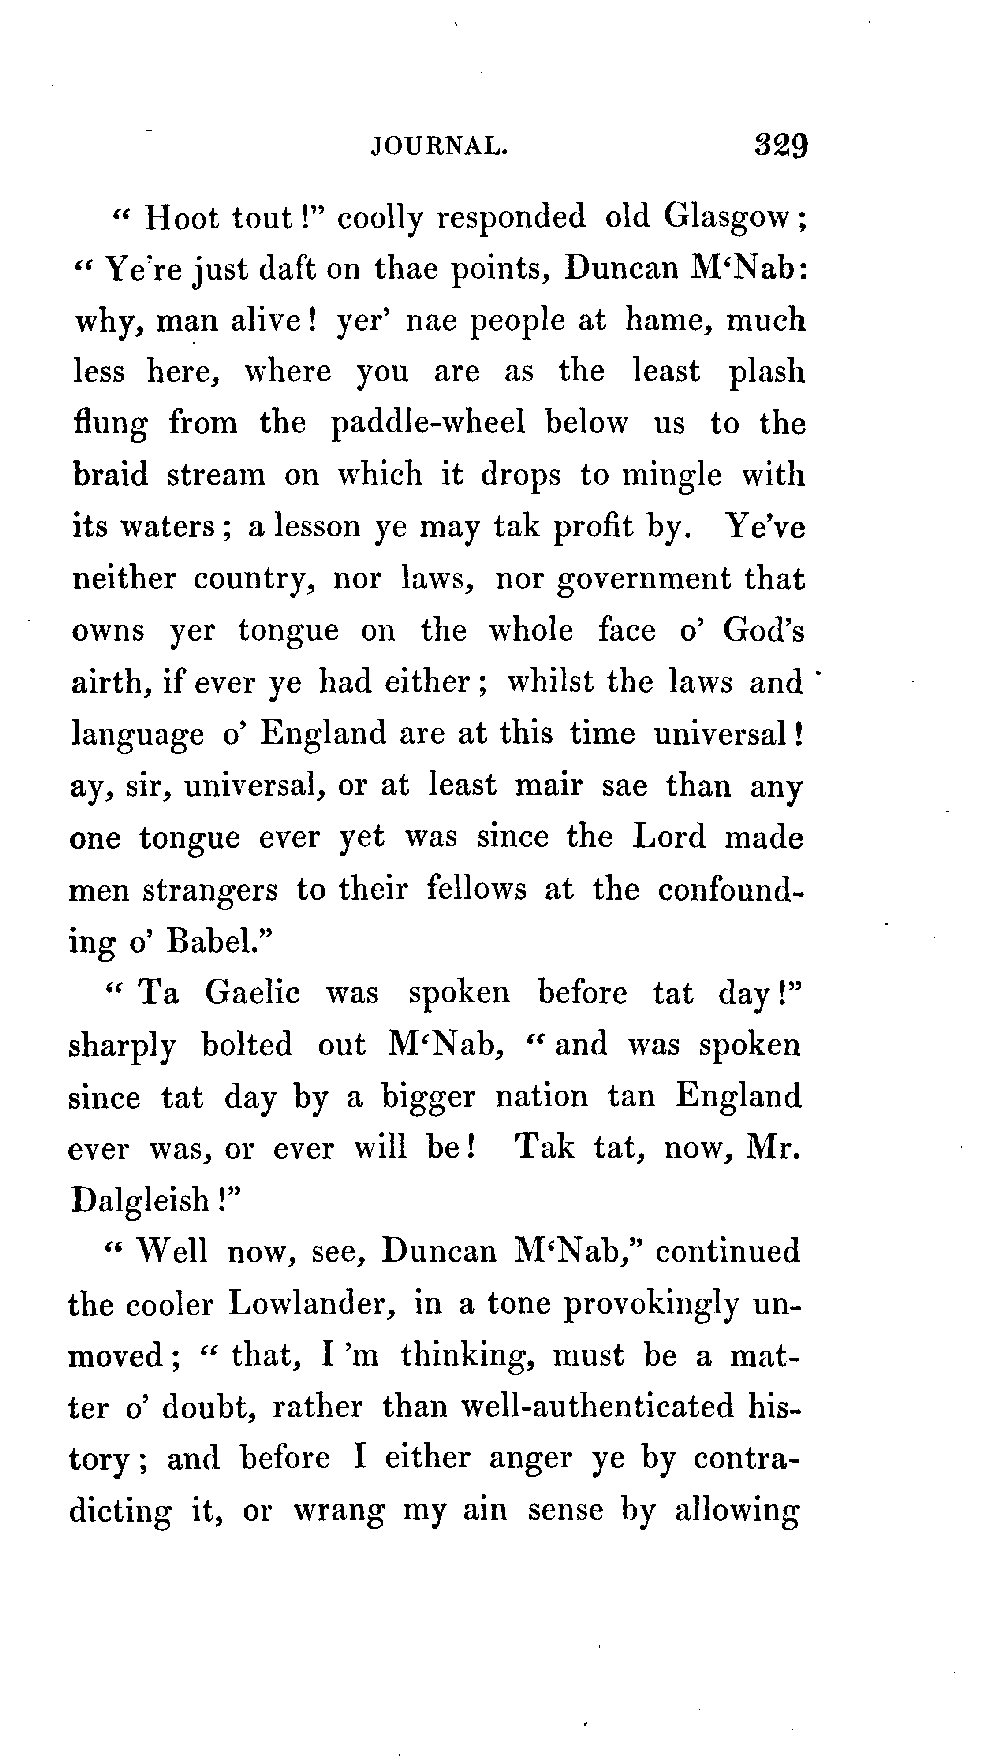 JOURNAL. 329
“ Hoot tout !” coolly responded old Glasgow ;
“ Ye're just daft on thae points, Duncan M‘Nab:
why, man alive ! yer’ nae people at hame, much
less here, where you are as the least plash
flung from the paddle-wheel below us to the
braid stream on which it drops to mingle with
its waters ; a lesson ye may tak profit by. Ye’ve
neither country, nor laws, nor government that
owns yer tongue on the whole face o’ God’s
airth, if ever ye had either ; whilst the laws and
language o’ England are at this time universal !
ay, sir, universal, or at least mair sae than any
one tongue ever yet was since the Lord made
men strangers to their fellows at the confound-
ing o’ Babel.”
“ Ta Gaelic was spoken before tat day !”
sharply bolted out M‘Nab, “ and was spoken
since tat day by a bigger nation tan England
ever was, or ever will be ! Tak tat, now, Mr.
Dalgleish !”
“ Well now, see, Duncan M‘Nab,” continued
the cooler Lowlander, in a tone provokingly un-
moved ; “ that, I ’m thinking, must be a mat-
ter o’ doubt, rather than well-authenticated his-
tory ; and before I either anger ye by contra-
dicting it, or wrang my ain sense by allowing